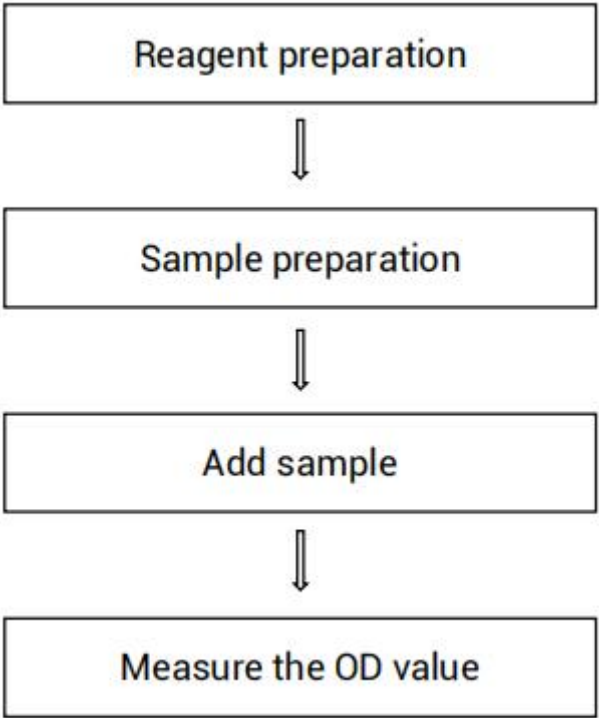 Reagent preparation
Sample preparation
Add sample
Measure the OD value